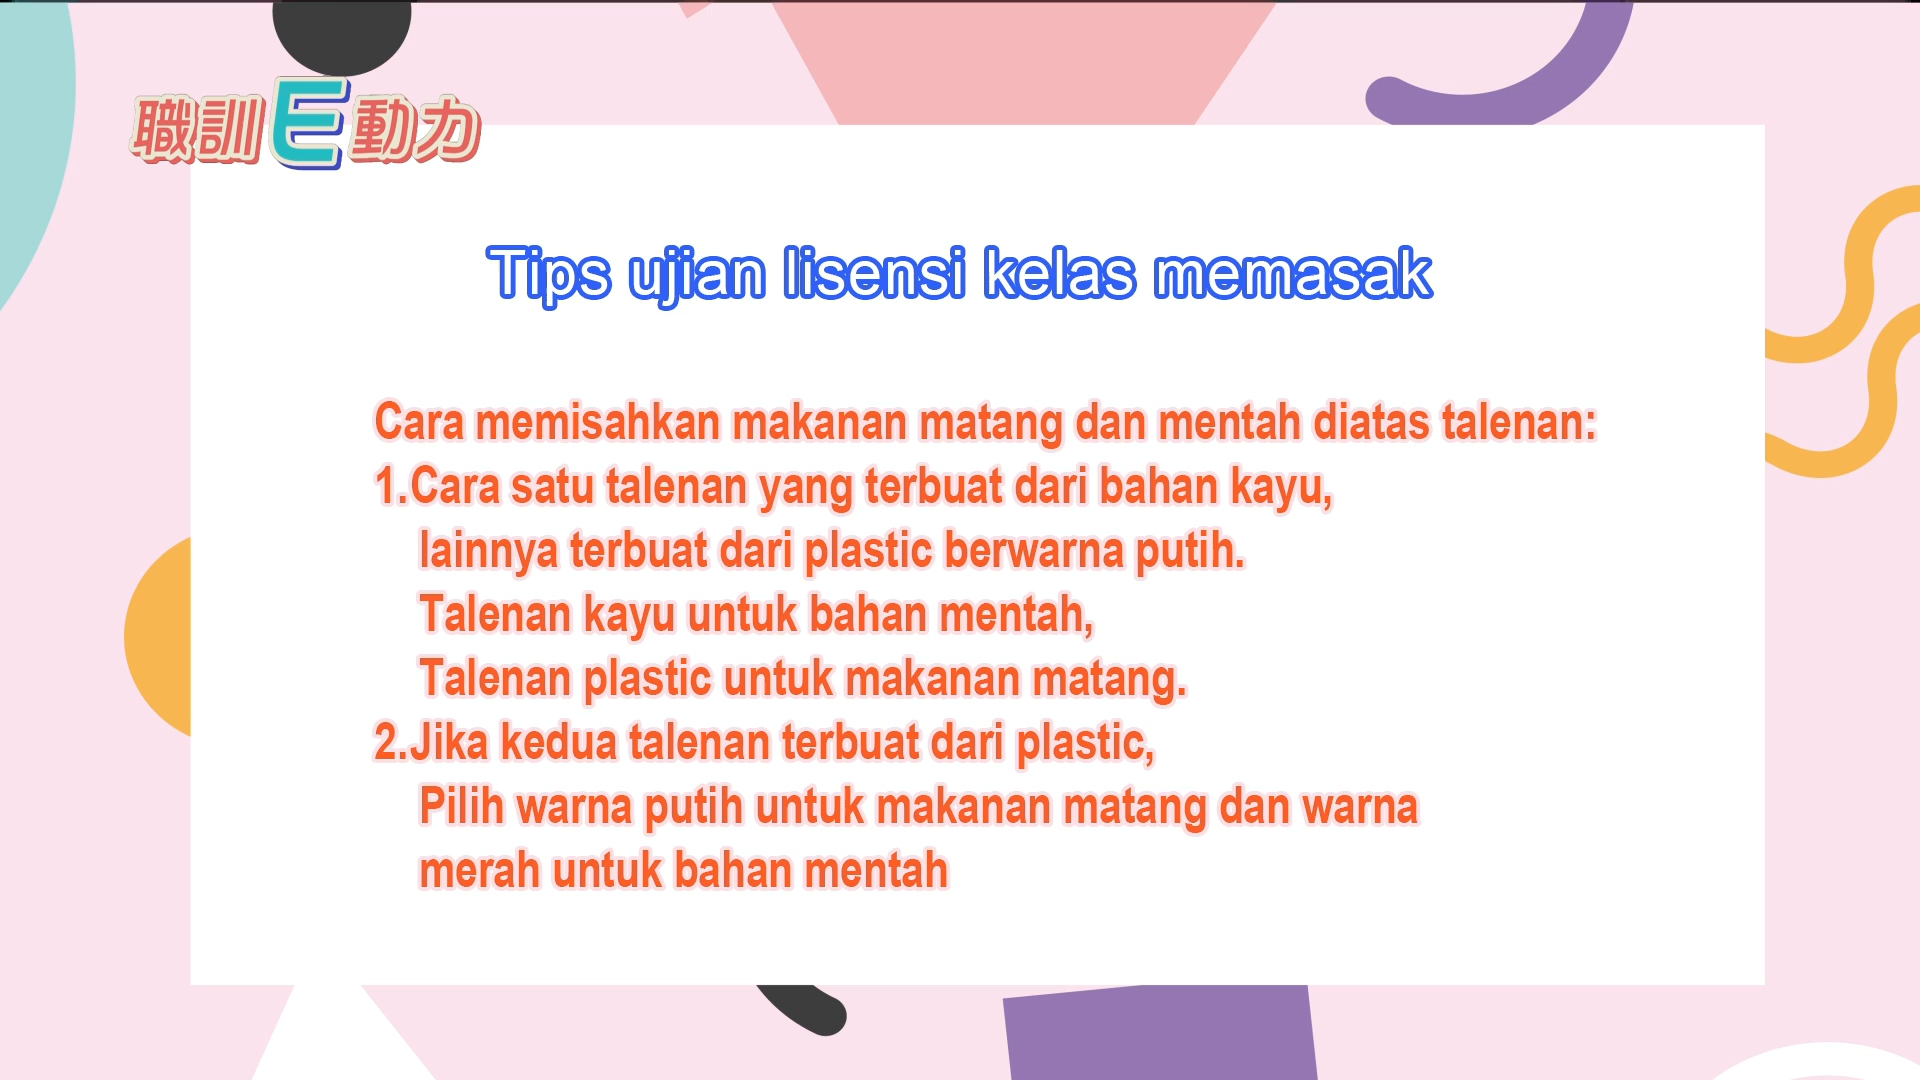 職訓E動力
Tips ujian lisensi kelas memasak
Cara memisahkan makanan matang dan mentah diatas talenan:
1.Cara satu talenan yang terbuat dari bahan kayu,
lainnya terbuat dari plastic berwarna putih.
Talenan kayu untuk bahan mentah,
Talenan plastic untuk makanan matang.
2.Jika kedua talenan terbuat dari plastic,
Pilih warna putih untuk makanan matang dan warna
merah untuk bahan mentah